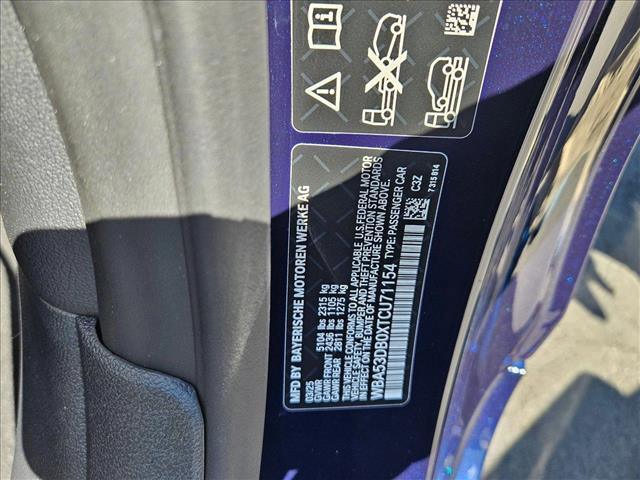 MFD BY BAYERISCHE MOTOREN WERKE AG
03/25
GVWR 5104 lbs 2315 kg
GAWR FRONT 2436 lbs 1105 kg
GAWR REAR 2811 lbs 1275 kg
THIS VEHICLE CONFORMS TO ALL APPLICABLE U.S. FEDERAL MOTOR
VEHICLE SAFETY, BUMPER, AND THEFT PREVENTION STANDARDS
IN EFFECT ON THE DATE OF MANUFACTURE SHOWN ABOVE.
WBA53DB0XTCU71154 TYPE: PASSENGER CAR
C3Z
7315814